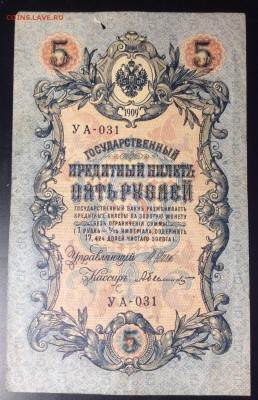 COINS.LAVE.RU
5 5
1909
УА-031
ГОСУДАРСТВЕННЫЙ
КРЕДИТНЫЙ БИЛЕТЪ
ПЯТЬ РУБЛЕЙ
ГОСУДАРСТВЕННЫЙ БАНКЪ РАЗМѢНИВАЕТЪ
КРЕДИТНЫЕ БИЛЕТЫ НА ЗОЛОТУЮ МОНЕТУ
БЕЗЪ ОГРАНИЧЕНІЯ СУММЫ
(1 РУБЛЬ = 1/15 ИМПЕРІАЛА, СОДЕРЖИТЪ
17,424 ДОЛЕЙ ЧИСТАГО ЗОЛОТА)
Управляющій
Кассиръ
УА-031
5